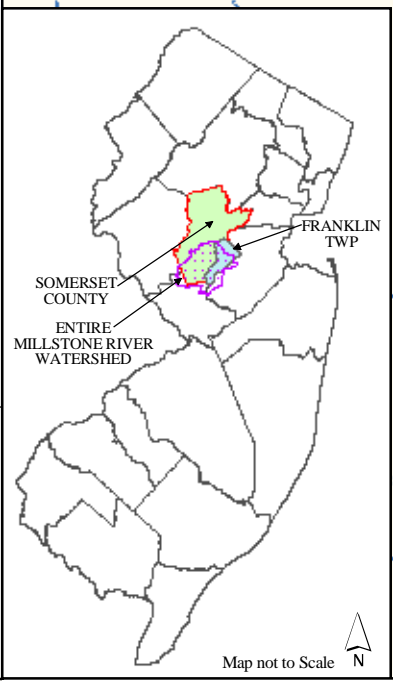 FRANKLIN
TWP
SOMERSET
COUNTY
ENTIRE
MILLSTONE RIVER
WATERSHED
Map not to Scale
N